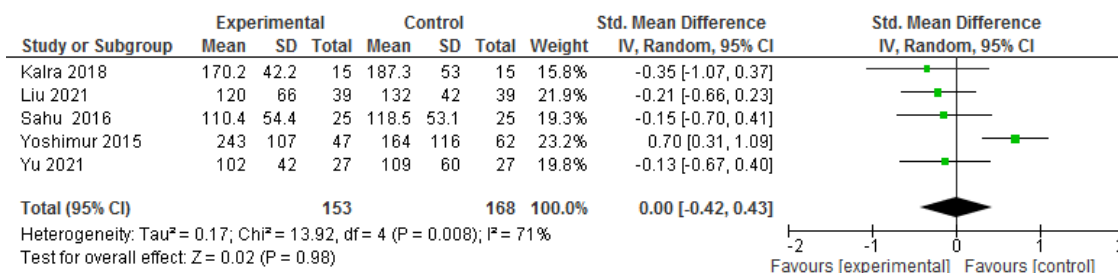 Experimental Control Std. Mean Difference Std. Mean Difference
Study or Subgroup Mean SD Total Mean SD Total Weight IV, Random, 95% CI IV, Random, 95% CI
Kalra 2018 170.2 42.2 15 187.3 53 15 15.8% -0.35 [-1.07, 0.37]
Liu 2021 120 66 39 132 42 39 21.9% -0.21 [-0.66, 0.23]
Sahu 2016 110.4 54.4 25 118.5 53.1 25 19.3% -0.15 [-0.70, 0.41]
Yoshimur 2015 243 107 47 164 116 62 23.2% 0.70 [0.31, 1.09]
Yu 2021 102 42 27 109 60 27 19.8% -0.13 [-0.67, 0.40]
Total (95% CI) 153 168 100.0% 0.00 [-0.42, 0.43]
Heterogeneity: Tau² = 0.17; Chi² = 13.92, df = 4 (P = 0.008); I² = 71%
Test for overall effect: Z = 0.02 (P = 0.98)
-2 -1 0 1 2
Favours [experimental] Favours [control]